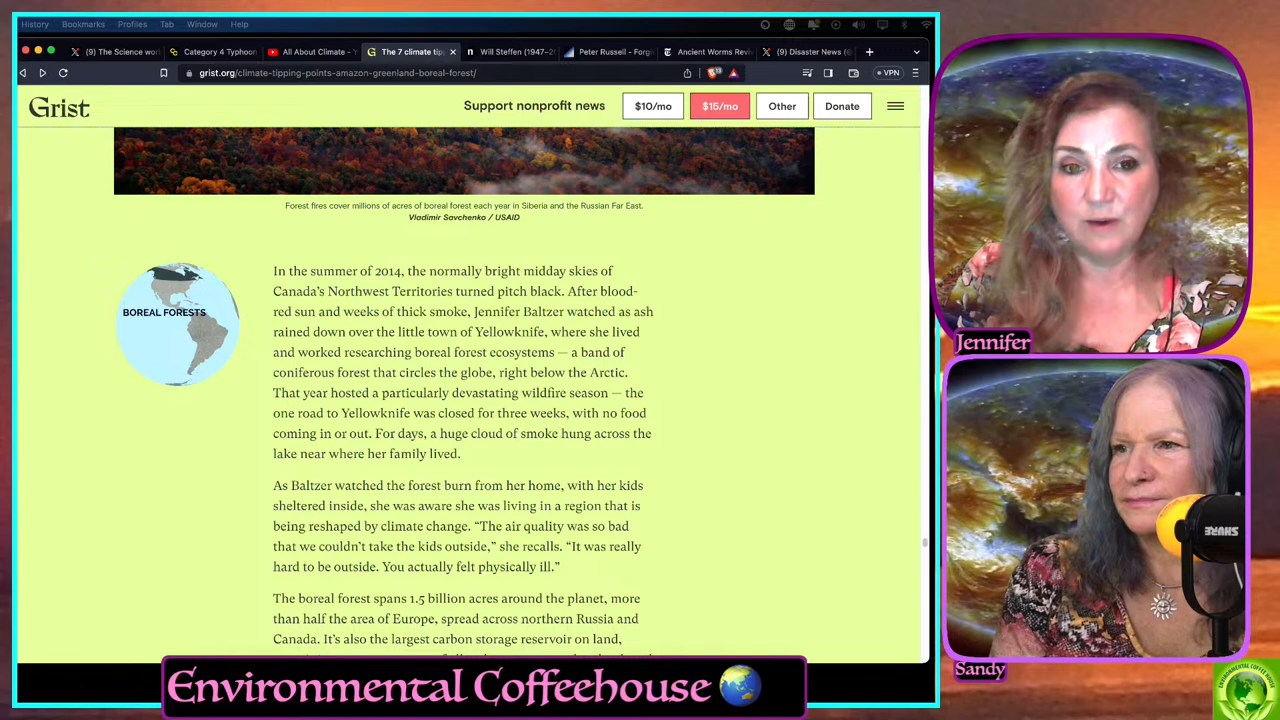 History Bookmarks Profiles Tab Window Help
(9) The Science wor
Category 4 Typhoon
All About Climate - Y
The 7 climate tip
Will Steffen (1947–2
Peter Russell - Forgi
Ancient Worms Revi
(9) Disaster News (@
grist.org/climate-tipping-points-amazon-greenland-boreal-forest/
VPN
Grist
Support nonprofit news
$10/mo
$15/mo
Other
Donate
Forest fires cover millions of acres of boreal forest each year in Siberia and the Russian Far East.
Vladimir Savchenko / USAID
BOREAL FORESTS
In the summer of 2014, the normally bright midday skies of
Canada’s Northwest Territories turned pitch black. After blood-
red sun and weeks of thick smoke, Jennifer Baltzer watched as ash
rained down over the little town of Yellowknife, where she lived
and worked researching boreal forest ecosystems — a band of
coniferous forest that circles the globe, right below the Arctic.
That year hosted a particularly devastating wildfire season — the
one road to Yellowknife was closed for three weeks, with no food
coming in or out. For days, a huge cloud of smoke hung across the
lake near where her family lived.
As Baltzer watched the forest burn from her home, with her kids
sheltered inside, she was aware she was living in a region that is
being reshaped by climate change. “The air quality was so bad
that we couldn’t take the kids outside,” she recalls. “It was really
hard to be outside. You actually felt physically ill.”
The boreal forest spans 1.5 billion acres around the planet, more
than half the area of Europe, spread across northern Russia and
Canada. It’s also the largest carbon storage reservoir on land,
Jennifer
SHURE
Sandy
Environmental Coffeehouse
ENVIRONMENTAL COFFEEHOUSE